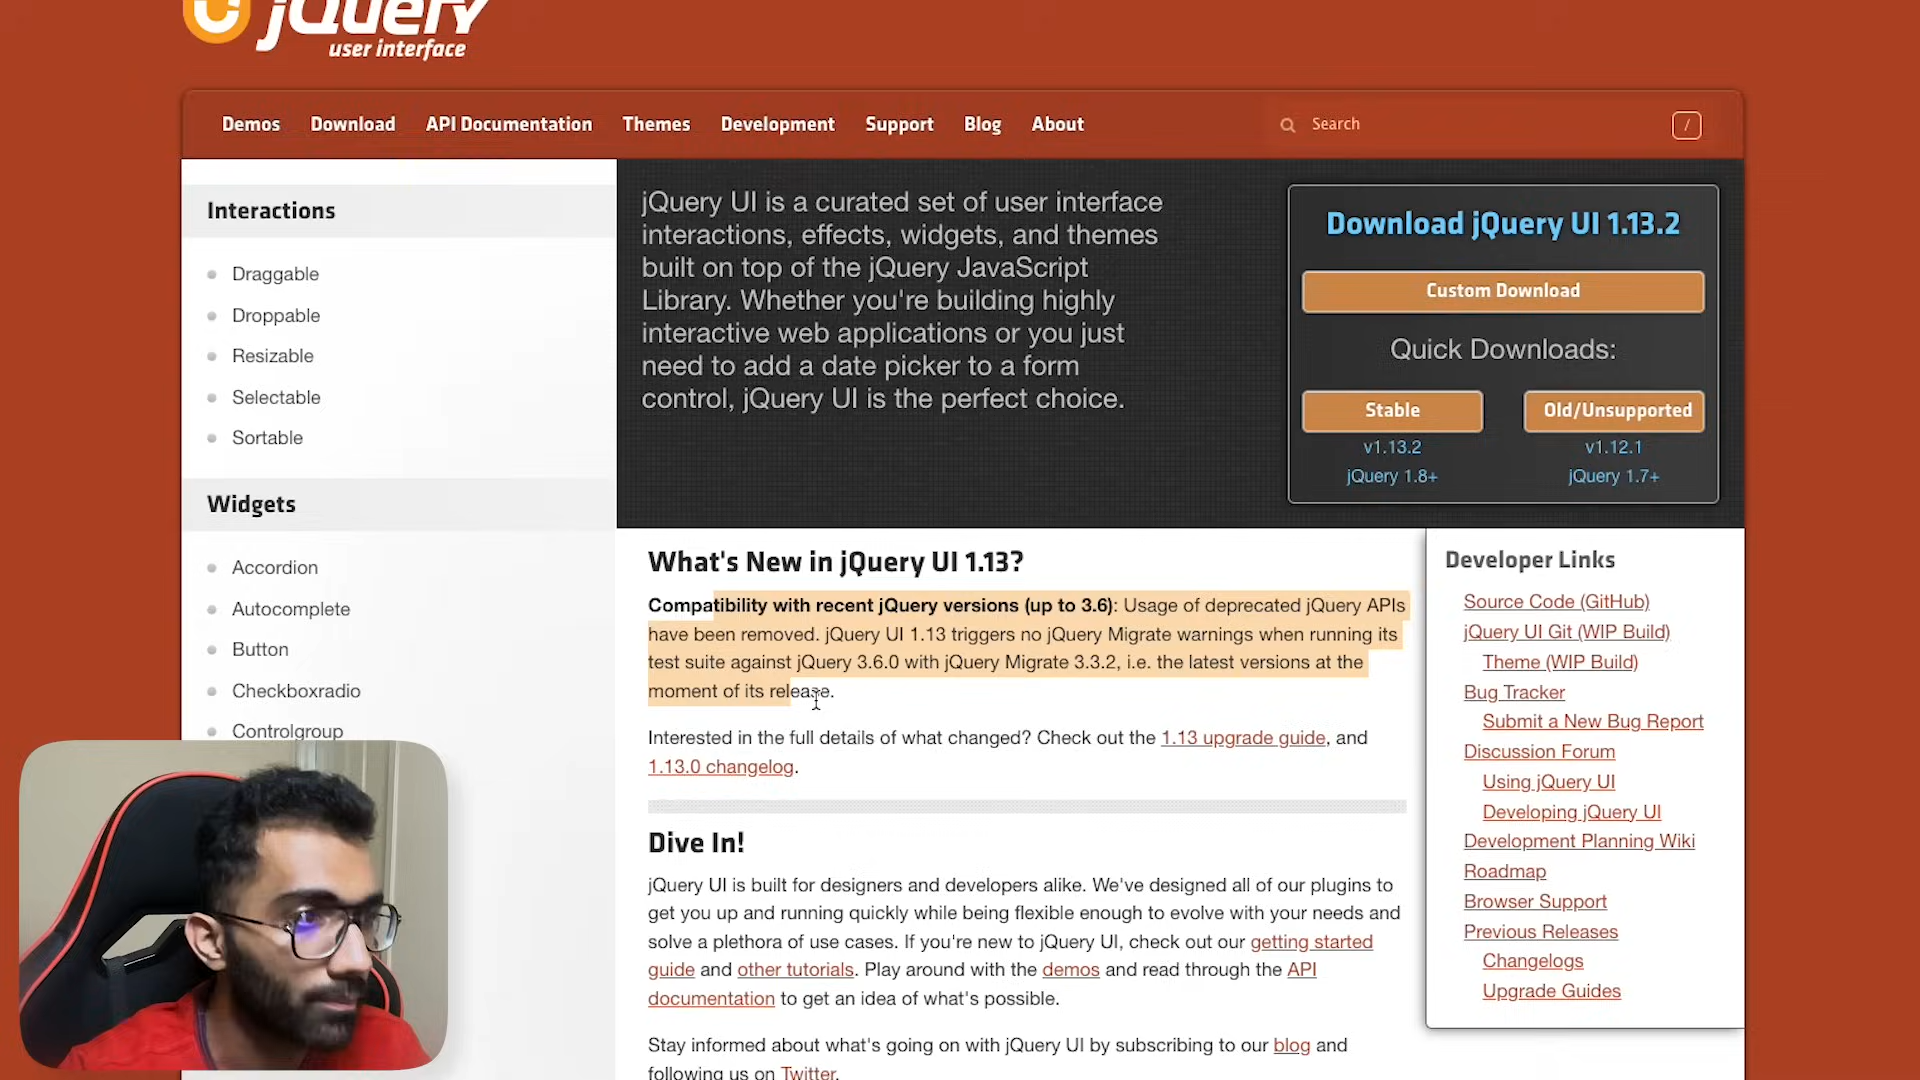 jQuery
user interface
Demos Download API Documentation Themes Development Support Blog About Search /
Interactions
Draggable
Droppable
Resizable
Selectable
Sortable
Widgets
Accordion
Autocomplete
Button
Checkboxradio
Controlgroup
jQuery UI is a curated set of user interface
interactions, effects, widgets, and themes
built on top of the jQuery JavaScript
Library. Whether you're building highly
interactive web applications or you just
need to add a date picker to a form
control, jQuery UI is the perfect choice.
Download jQuery UI 1.13.2
Custom Download
Quick Downloads:
Stable
v1.13.2
jQuery 1.8+
Old/Unsupported
v1.12.1
jQuery 1.7+
What's New in jQuery UI 1.13?
Compatibility with recent jQuery versions (up to 3.6): Usage of deprecated jQuery APIs
have been removed. jQuery UI 1.13 triggers no jQuery Migrate warnings when running its
test suite against jQuery 3.6.0 with jQuery Migrate 3.3.2, i.e. the latest versions at the
moment of its release.
Interested in the full details of what changed? Check out the 1.13 upgrade guide, and
1.13.0 changelog.
Dive In!
jQuery UI is built for designers and developers alike. We've designed all of our plugins to
get you up and running quickly while being flexible enough to evolve with your needs and
solve a plethora of use cases. If you're new to jQuery UI, check out our getting started
guide and other tutorials. Play around with the demos and read through the API
documentation to get an idea of what's possible.
Stay informed about what's going on with jQuery UI by subscribing to our blog and
following us on Twitter.
Developer Links
Source Code (GitHub)
jQuery UI Git (WIP Build)
Theme (WIP Build)
Bug Tracker
Submit a New Bug Report
Discussion Forum
Using jQuery UI
Developing jQuery UI
Development Planning Wiki
Roadmap
Browser Support
Previous Releases
Changelogs
Upgrade Guides